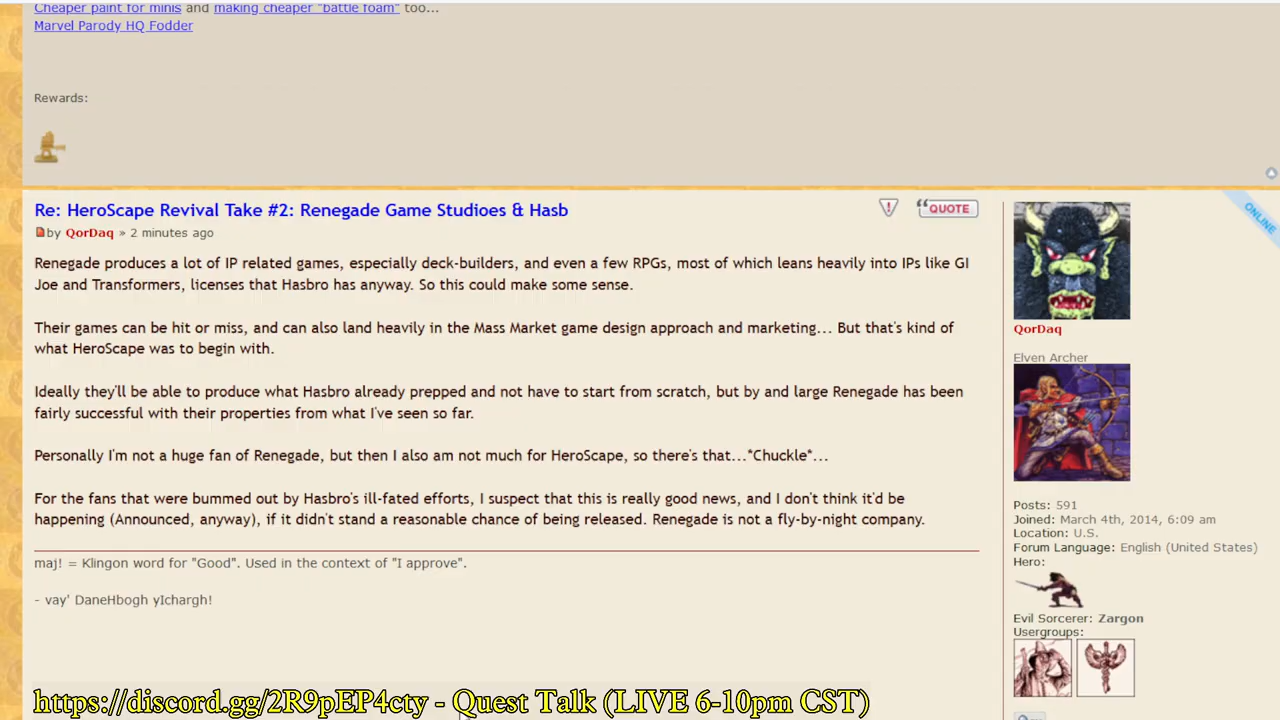 Cheaper paint for minis and making cheaper "battle foam" too...
Marvel Parody HQ Fodder
Rewards:
Re: HeroScape Revival Take #2: Renegade Game Studioes & Hasb
QUOTE
ONLINE
by QorDaq » 2 minutes ago
Renegade produces a lot of IP related games, especially deck-builders, and even a few RPGs, most of which leans heavily into IPs like GI
Joe and Transformers, licenses that Hasbro has anyway. So this could make some sense.
Their games can be hit or miss, and can also land heavily in the Mass Market game design approach and marketing... But that's kind of
what HeroScape was to begin with.
Ideally they'll be able to produce what Hasbro already prepped and not have to start from scratch, but by and large Renegade has been
fairly successful with their properties from what I've seen so far.
Personally I'm not a huge fan of Renegade, but then I also am not much for HeroScape, so there's that...*Chuckle*...
For the fans that were bummed out by Hasbro's ill-fated efforts, I suspect that this is really good news, and I don't think it'd be
happening (Announced, anyway), if it didn't stand a reasonable chance of being released. Renegade is not a fly-by-night company.
maj! = Klingon word for "Good". Used in the context of "I approve".
- vay' DaneHbogh yIchargh!
QorDaq
Elven Archer
Posts: 591
Joined: March 4th, 2014, 6:09 am
Location: U.S.
Forum Language: English (United States)
Hero:
Evil Sorcerer: Zargon
Usergroups:
https://discord.gg/2R9pEP4cty - Quest Talk (LIVE 6-10pm CST)